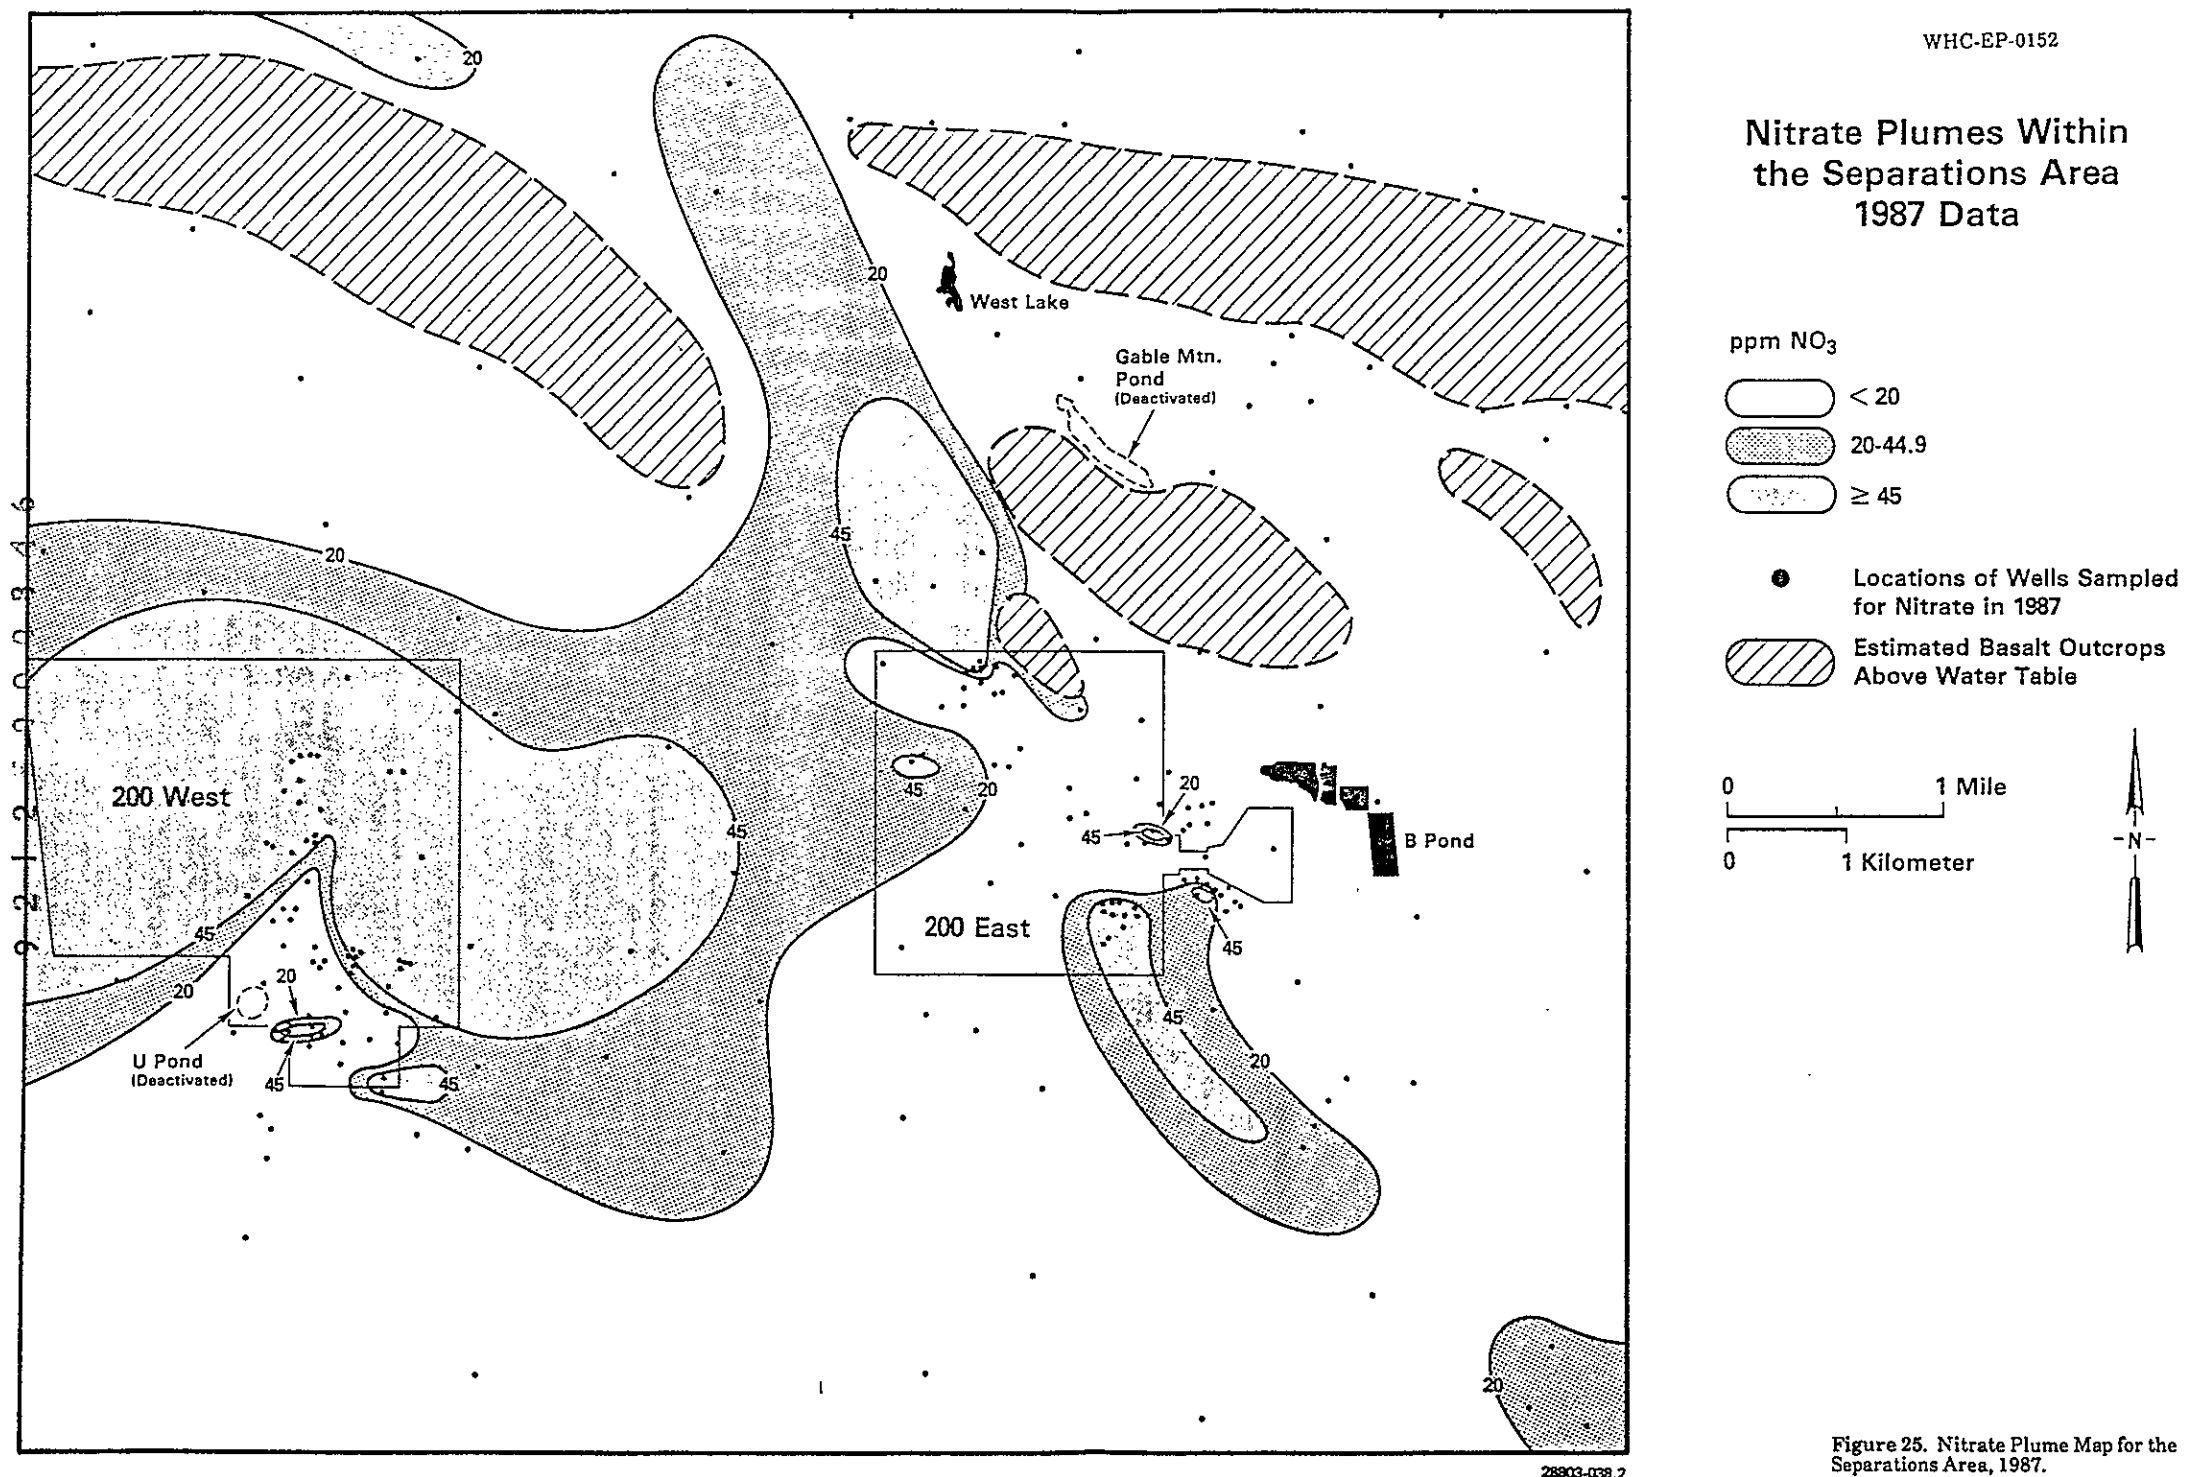 WHC-EP-0152
Nitrate Plumes Within
the Separations Area
1987 Data
ppm NO3
< 20
20-44.9
≥ 45
Locations of Wells Sampled
for Nitrate in 1987
Estimated Basalt Outcrops
Above Water Table
0
1 Mile
0
1 Kilometer
-N-
20
20
West Lake
Gable Mtn.
Pond
(Deactivated)
45
20
200 West
45
45
20
20
45
B Pond
45
200 East
45
45
20
20
U Pond
(Deactivated)
45
45
45
20
20
28803-038.2
Figure 25. Nitrate Plume Map for the
Separations Area, 1987.